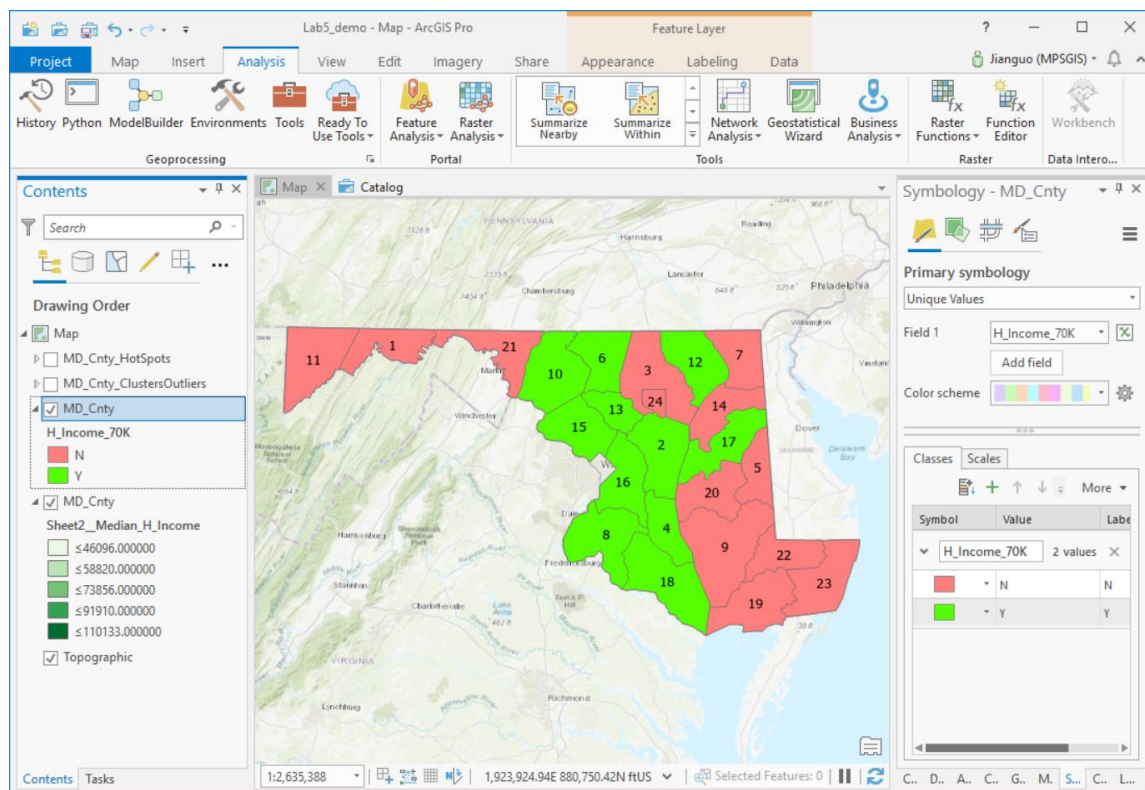 Lab5_demo - Map - ArcGIS Pro
Feature Layer
?
Project Map Insert Analysis View Edit Imagery Share Appearance Labeling Data
Jianguo (MPSGIS)
History Python ModelBuilder Environments Tools Ready To Use Tools
Feature Analysis Raster Analysis
Summarize Nearby Summarize Within
Network Analysis Geostatistical Wizard Business Analysis
Raster Functions Function Editor
Workbench
Geoprocessing Portal Tools Raster Data Intero...
Contents
Search
Drawing Order
Map
MD_Cnty_HotSpots
MD_Cnty_ClustersOutliers
MD_Cnty
H_Income_70K
N
Y
MD_Cnty
Sheet2__Median_H_Income
≤46096.000000
≤58820.000000
≤73856.000000
≤91910.000000
≤110133.000000
Topographic
Contents Tasks
Map Catalog
PENNSYLVANIA
Reading
Harrisburg
Lancaster
Chambersburg
Philadelphia
Wilmington
11 1 21 10 6 3 12 7
24 14
13
15
2 17
5
16 20
8 4
9 22
18 23
19
Winchester
Dover
DELAWARE
Delaware Bay
Harrisonburg
Shenandoah National Park
Fredericksburg
Staunton
Charlottesville
Lake Anna
Fort A.P. Hill
VIRGINIA
Richmond
Lynchburg
1:2,635,388
1,923,924.94E 880,750.42N ftUS
Selected Features: 0
Symbology - MD_Cnty
Primary symbology
Unique Values
Field 1 H_Income_70K
Add field
Color scheme
Classes Scales
More
Symbol Value Labe
H_Income_70K 2 values
N N
Y Y
C.. D.. A.. C.. G.. M. S... C.. L...